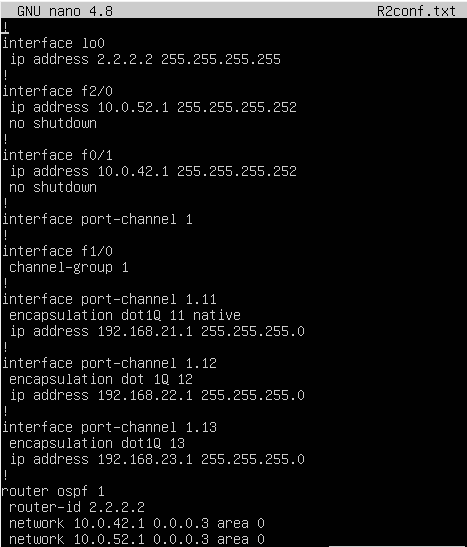 GNU nano 4.8 R2conf.txt
!
interface lo0
ip address 2.2.2.2 255.255.255.255
!
interface f2/0
ip address 10.0.52.1 255.255.255.252
no shutdown
!
interface f0/1
ip address 10.0.42.1 255.255.255.252
no shutdown
!
interface port-channel 1
!
interface f1/0
channel-group 1
!
interface port-channel 1.11
encapsulation dot1Q 11 native
ip address 192.168.21.1 255.255.255.0
!
interface port-channel 1.12
encapsulation dot 1Q 12
ip address 192.168.22.1 255.255.255.0
!
interface port-channel 1.13
encapsulation dot1Q 13
ip address 192.168.23.1 255.255.255.0
!
router ospf 1
router-id 2.2.2.2
network 10.0.42.1 0.0.0.3 area 0
network 10.0.52.1 0.0.0.3 area 0